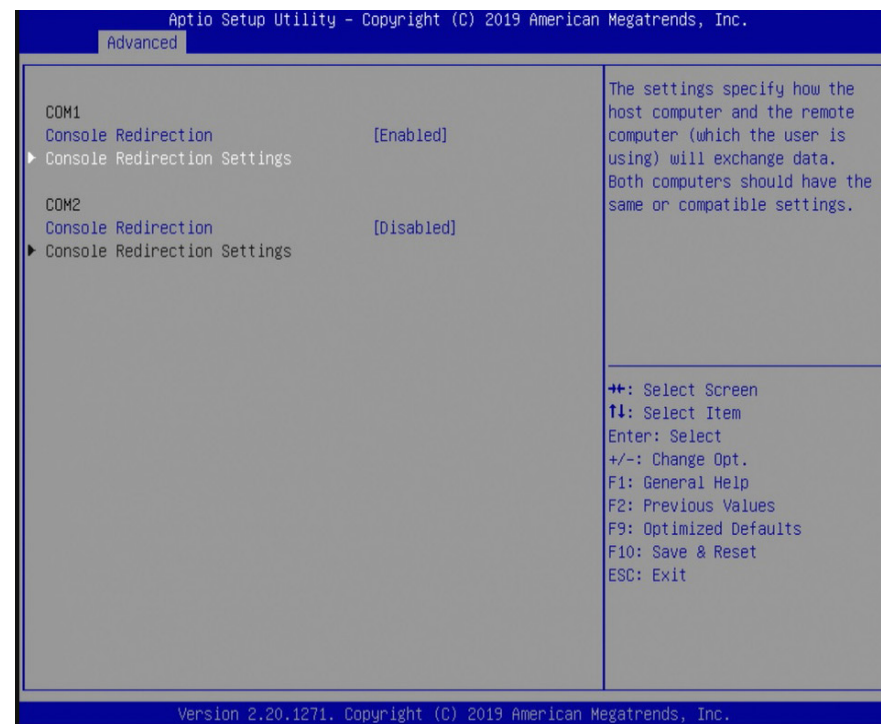 Aptio Setup Utility – Copyright (C) 2019 American Megatrends, Inc.
Advanced
COM1
Console Redirection [Enabled]
▶ Console Redirection Settings
COM2
Console Redirection [Disabled]
▶ Console Redirection Settings
The settings specify how the
host computer and the remote
computer (which the user is
using) will exchange data.
Both computers should have the
same or compatible settings.
→←: Select Screen
↑↓: Select Item
Enter: Select
+/-: Change Opt.
F1: General Help
F2: Previous Values
F9: Optimized Defaults
F10: Save & Reset
ESC: Exit
Version 2.20.1271. Copyright (C) 2019 American Megatrends, Inc.